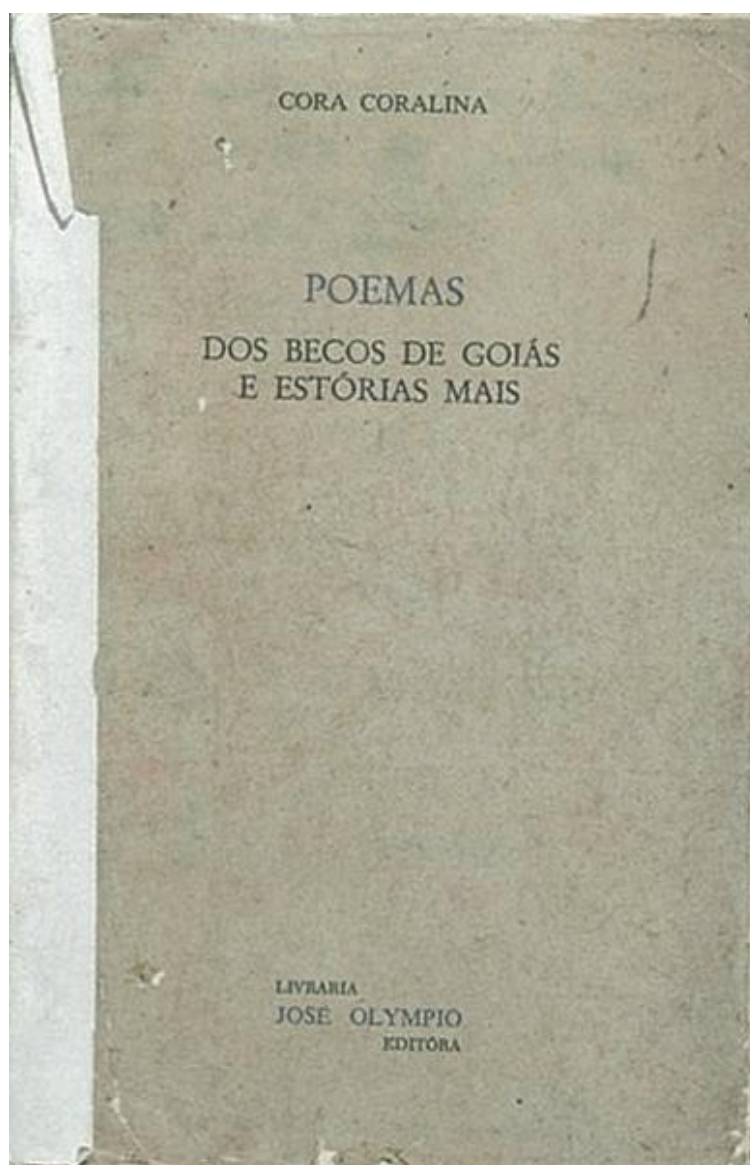 CORA CORALINA
POEMAS
DOS BECOS DE GOIÁS
E ESTÓRIAS MAIS
LIVRARIA
JOSÉ OLYMPIO
EDITÔRA